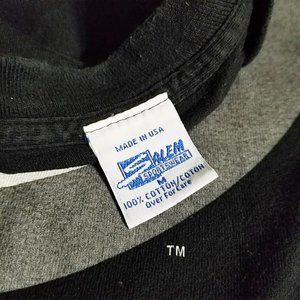 MADE IN USA
SALEM
SPORTSWEAR
M
100% COTTON/COTON
Over For Care
TM